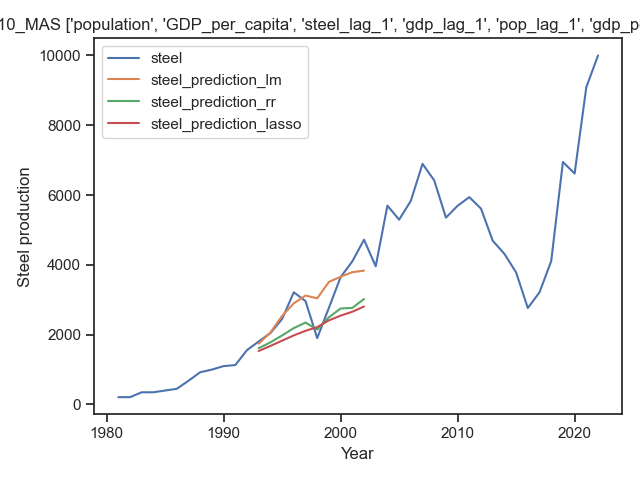 10_MAS ['population', 'GDP_per_capita', 'steel_lag_1', 'gdp_lag_1', 'pop_lag_1', 'gdp_p
steel
steel_prediction_lm
steel_prediction_rr
steel_prediction_lasso
10000
8000
6000
4000
2000
0
Steel production
1980 1990 2000 2010 2020
Year